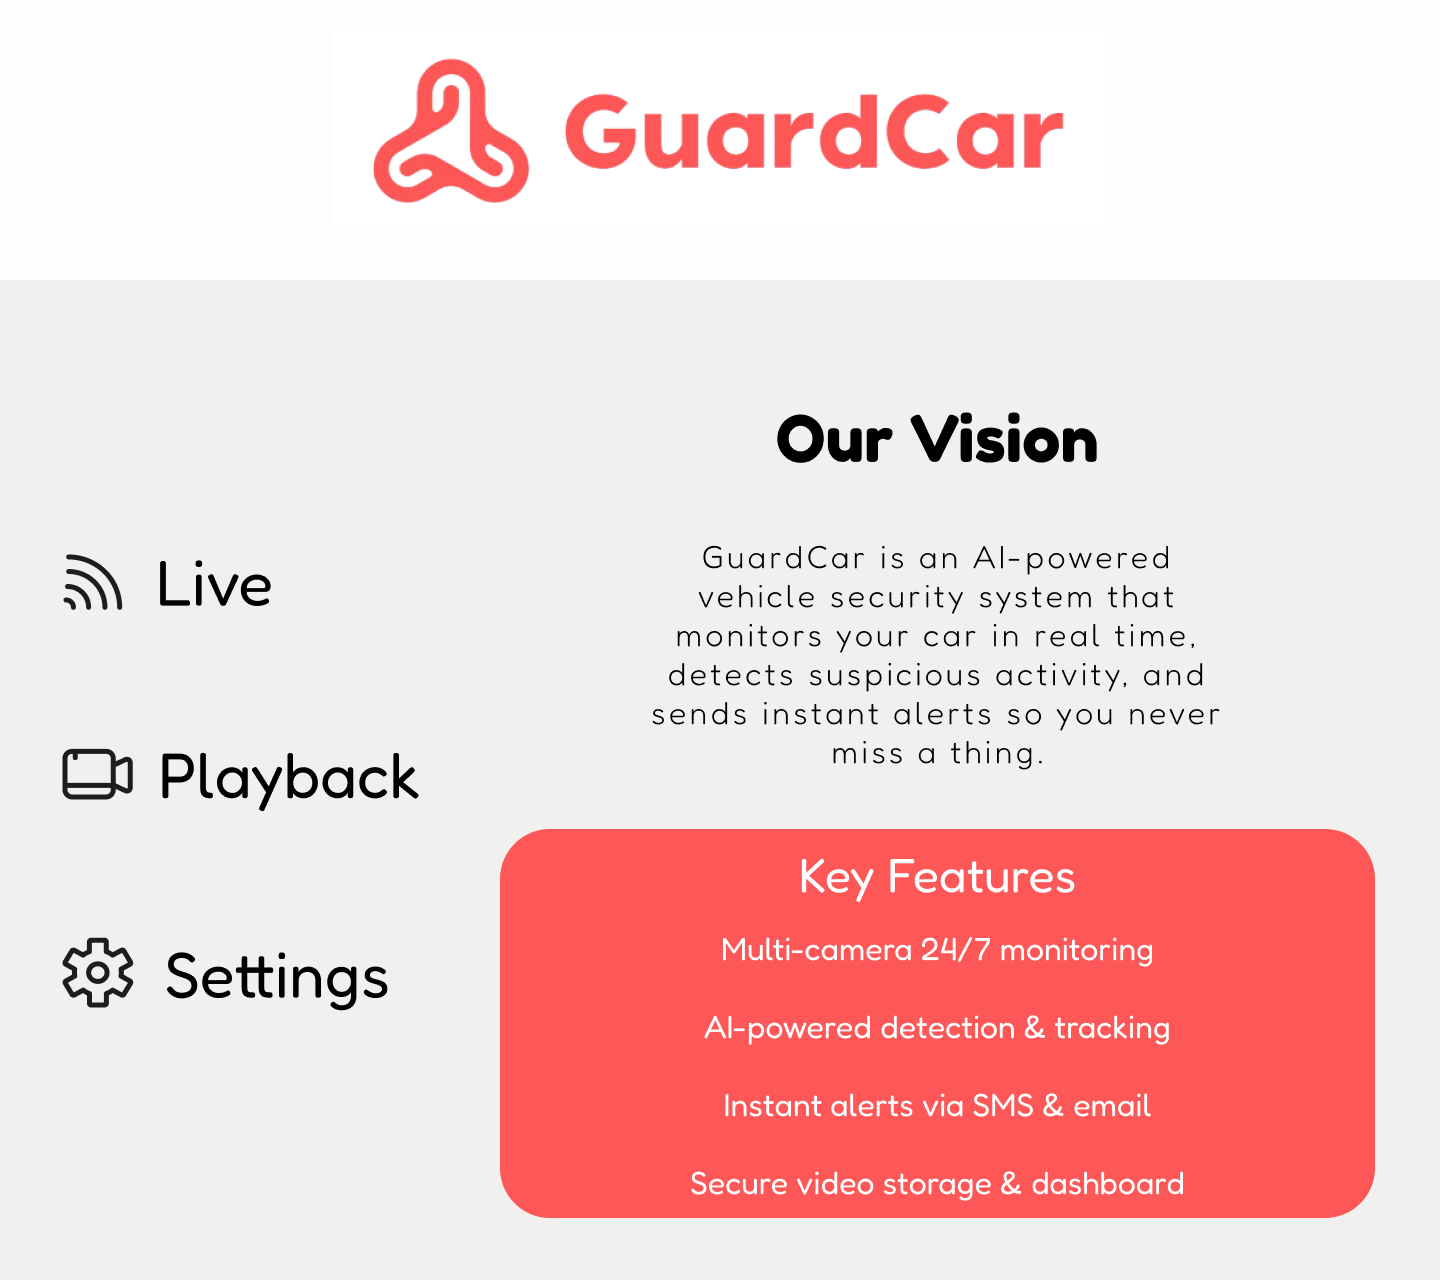 GuardCar
Our Vision
GuardCar is an AI-powered
vehicle security system that
monitors your car in real time,
detects suspicious activity, and
sends instant alerts so you never
miss a thing.
Live
Playback
Settings
Key Features
Multi-camera 24/7 monitoring
AI-powered detection & tracking
Instant alerts via SMS & email
Secure video storage & dashboard